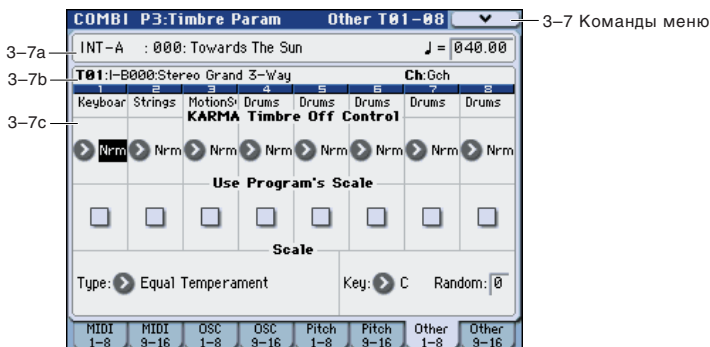 COMBI P3:Timbre Param Other T01-08
3–7 Команды меню
3–7a
INT-A : 000: Towards The Sun ♩ = 040.00
3–7b
T01:I-B000:Stereo Grand 3-Way Ch:Gch
3–7c
1 2 3 4 5 6 7 8
Keyboar Strings MotionS Drums Drums Drums Drums Drums
KARMA Timbre Off Control
Nrm Nrm Nrm Nrm Nrm Nrm Nrm Nrm
Use Program's Scale
Scale
Type: Equal Temperament Key: C Random: 0
MIDI 1-8 MIDI 9-16 OSC 1-8 OSC 9-16 Pitch 1-8 Pitch 9-16 Other 1-8 Other 9-16